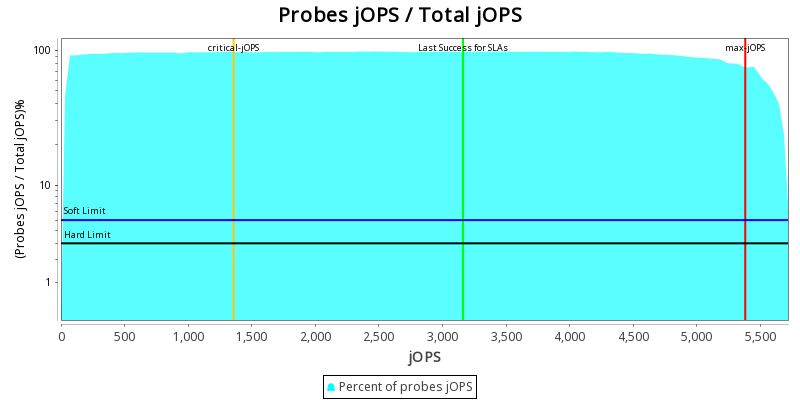 Probes jOPS / Total jOPS
100
10
1
(Probes jOPS / Total jOPS)%
critical-jOPS
Last Success for SLAs
max-jOPS
Soft Limit
Hard Limit
0 500 1,000 1,500 2,000 2,500 3,000 3,500 4,000 4,500 5,000 5,500
jOPS
Percent of probes jOPS